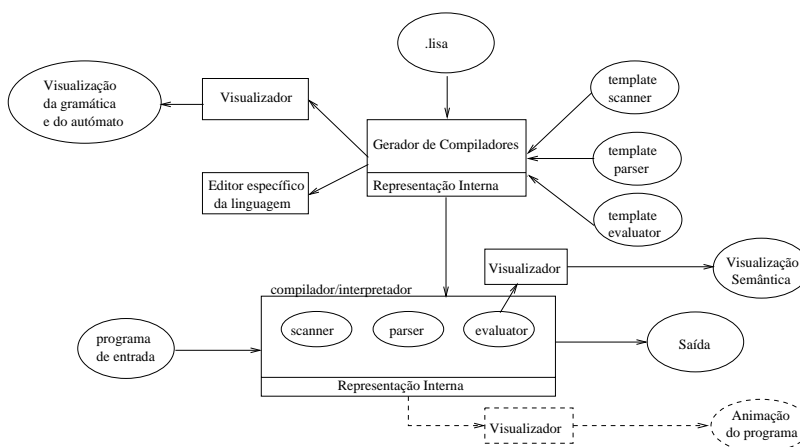 .lisa
Visualização
da gramática
e do autómato
Visualizador
template
scanner
Gerador de Compiladores
template
parser
Editor específico
da linguagem
Representação Interna
template
evaluator
Visualizador
Visualização
Semântica
compilador/interpretador
programa
de entrada
scanner
parser
evaluator
Saída
Representação Interna
Visualizador
Animação
do programa